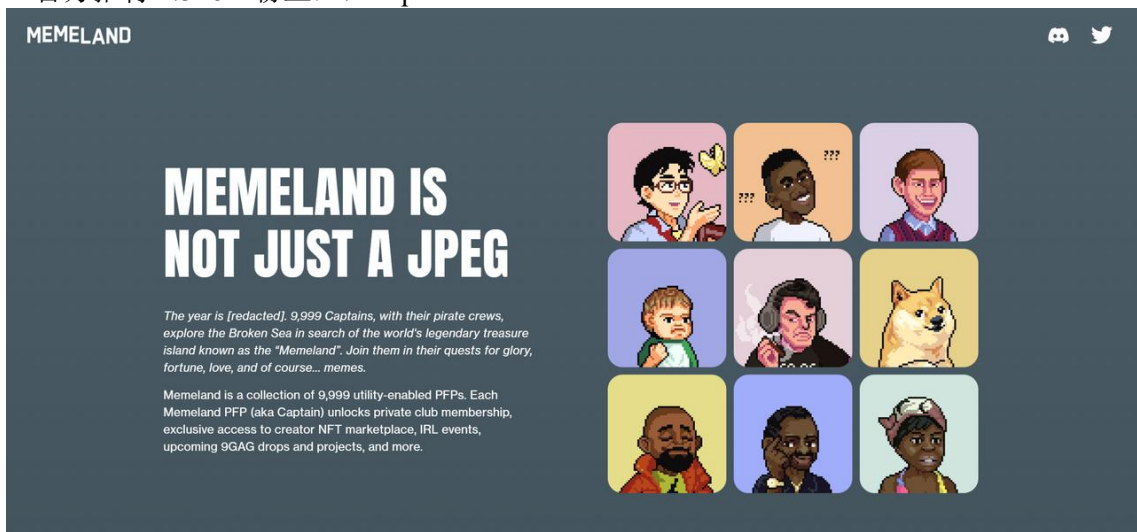 MEMELAND
MEMELAND IS
NOT JUST A JPEG
The year is [redacted]. 9,999 Captains, with their pirate crews,
explore the Broken Sea in search of the world's legendary treasure
island known as the “Memeland”. Join them in their quests for glory,
fortune, love, and of course... memes.
Memeland is a collection of 9,999 utility-enabled PFPs. Each
Memeland PFP (aka Captain) unlocks private club membership,
exclusive access to creator NFT marketplace, IRL events,
upcoming 9GAG drops and projects, and more.
???
???